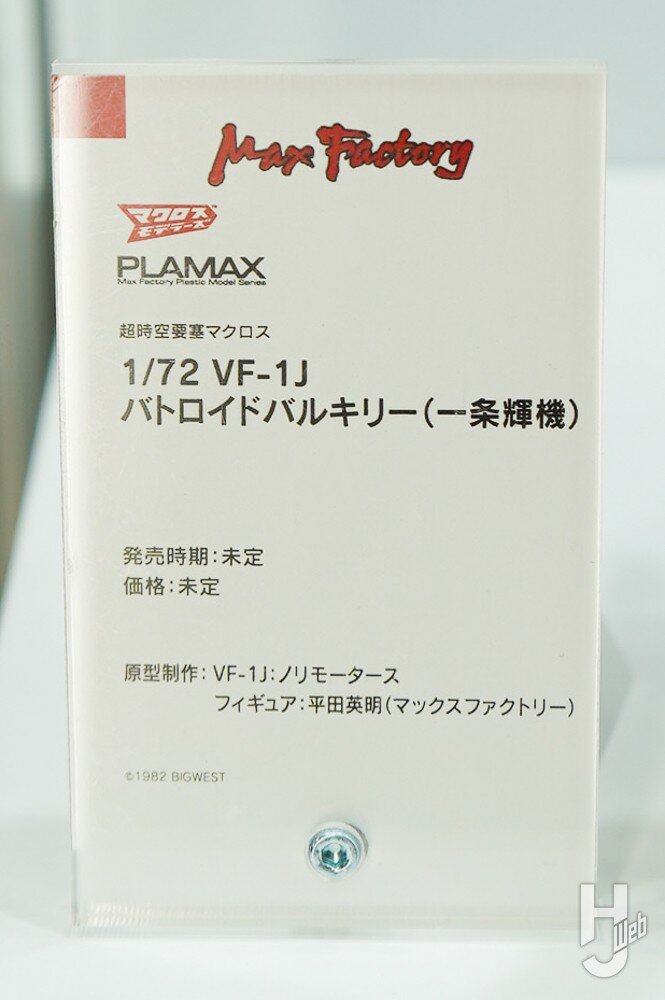 Max Factory
マクロス
モデラーズ
PLAMAX
Max Factory Plastic Model Series
超時空要塞マクロス
1/72 VF-1J
バトロイドバルキリー(一条輝機)
発売時期:未定
価格:未定
原型制作:VF-1J:ノリモータース
フィギュア:平田英明(マックスファクトリー)
©1982 BIGWEST
HJ Web